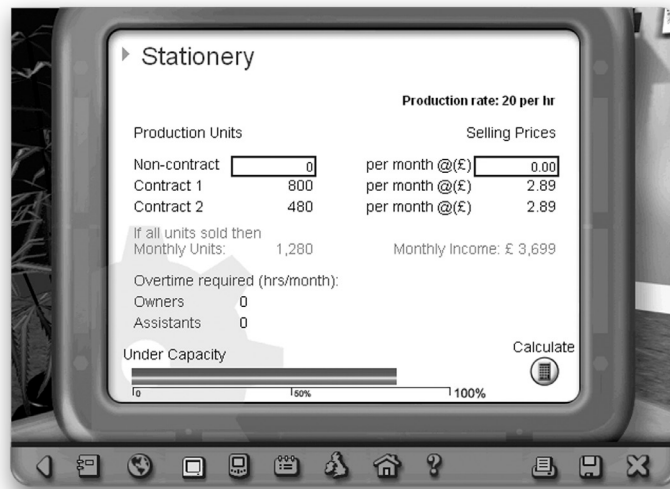 Stationery
Production rate: 20 per hr
Production Units Selling Prices
Non-contract 0 per month @(£) 0.00
Contract 1 800 per month @(£) 2.89
Contract 2 480 per month @(£) 2.89
If all units sold then
Monthly Units: 1,280 Monthly Income: £ 3,699
Overtime required (hrs/month):
Owners 0
Assistants 0
Under Capacity Calculate
0 50% 100%
?